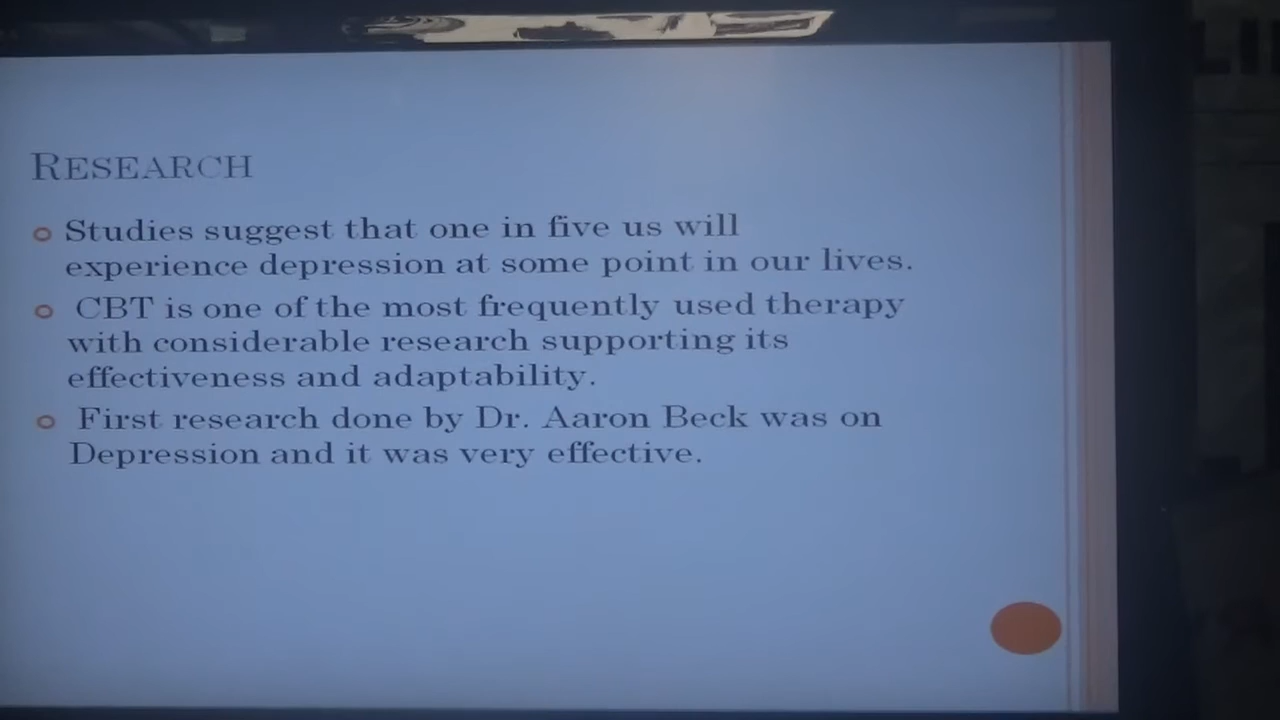 RESEARCH
Studies suggest that one in five us will
experience depression at some point in our lives.
CBT is one of the most frequently used therapy
with considerable research supporting its
effectiveness and adaptability.
First research done by Dr. Aaron Beck was on
Depression and it was very effective.